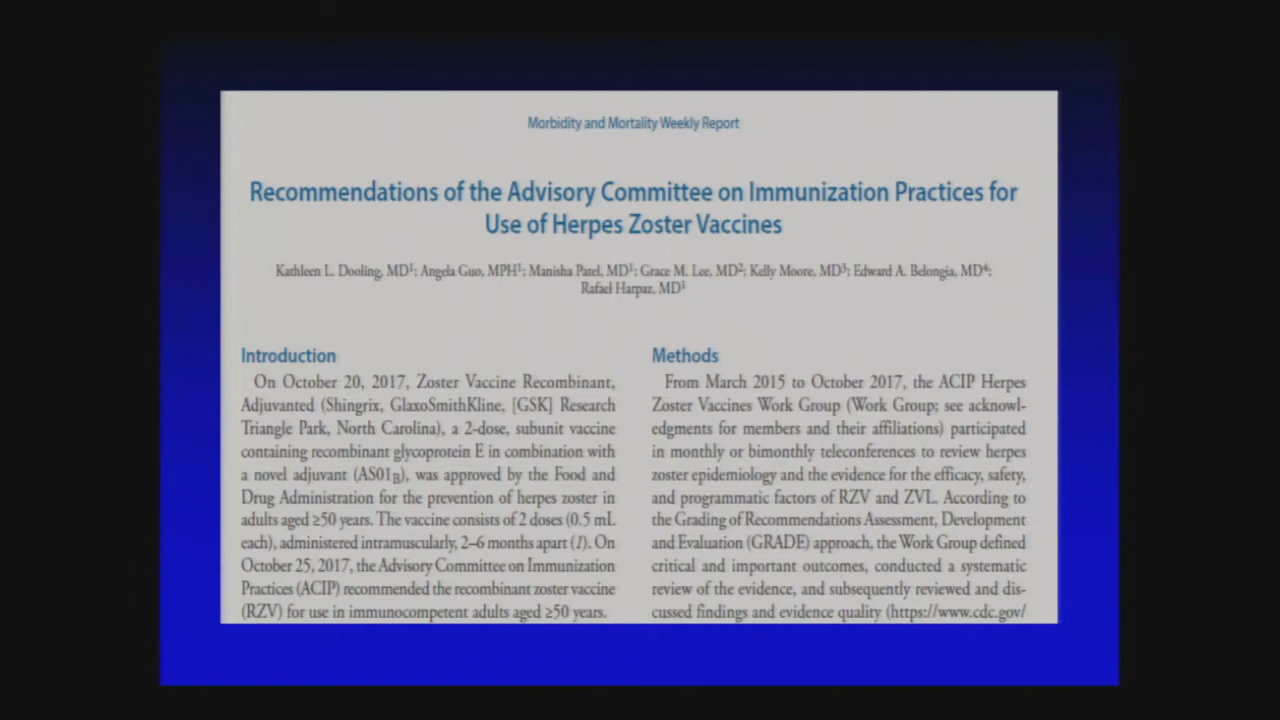 Morbidity and Mortality Weekly Report
Recommendations of the Advisory Committee on Immunization Practices for
Use of Herpes Zoster Vaccines
Kathleen L. Dooling, MD1; Angela Guo, MPH1; Manisha Patel, MD1; Grace M. Lee, MD2; Kelly Moore, MD3; Edward A. Belongia, MD4;
Rafael Harpaz, MD1
Introduction
On October 20, 2017, Zoster Vaccine Recombinant,
Adjuvanted (Shingrix, GlaxoSmithKline, [GSK] Research
Triangle Park, North Carolina), a 2-dose, subunit vaccine
containing recombinant glycoprotein E in combination with
a novel adjuvant (AS01B), was approved by the Food and
Drug Administration for the prevention of herpes zoster in
adults aged ≥50 years. The vaccine consists of 2 doses (0.5 mL
each), administered intramuscularly, 2–6 months apart (1). On
October 25, 2017, the Advisory Committee on Immunization
Practices (ACIP) recommended the recombinant zoster vaccine
(RZV) for use in immunocompetent adults aged ≥50 years.
Methods
From March 2015 to October 2017, the ACIP Herpes
Zoster Vaccines Work Group (Work Group; see acknowl-
edgments for members and their affiliations) participated
in monthly or bimonthly teleconferences to review herpes
zoster epidemiology and the evidence for the efficacy, safety,
and programmatic factors of RZV and ZVL. According to
the Grading of Recommendations Assessment, Development
and Evaluation (GRADE) approach, the Work Group defined
critical and important outcomes, conducted a systematic
review of the evidence, and subsequently reviewed and dis-
cussed findings and evidence quality (https://www.cdc.gov/